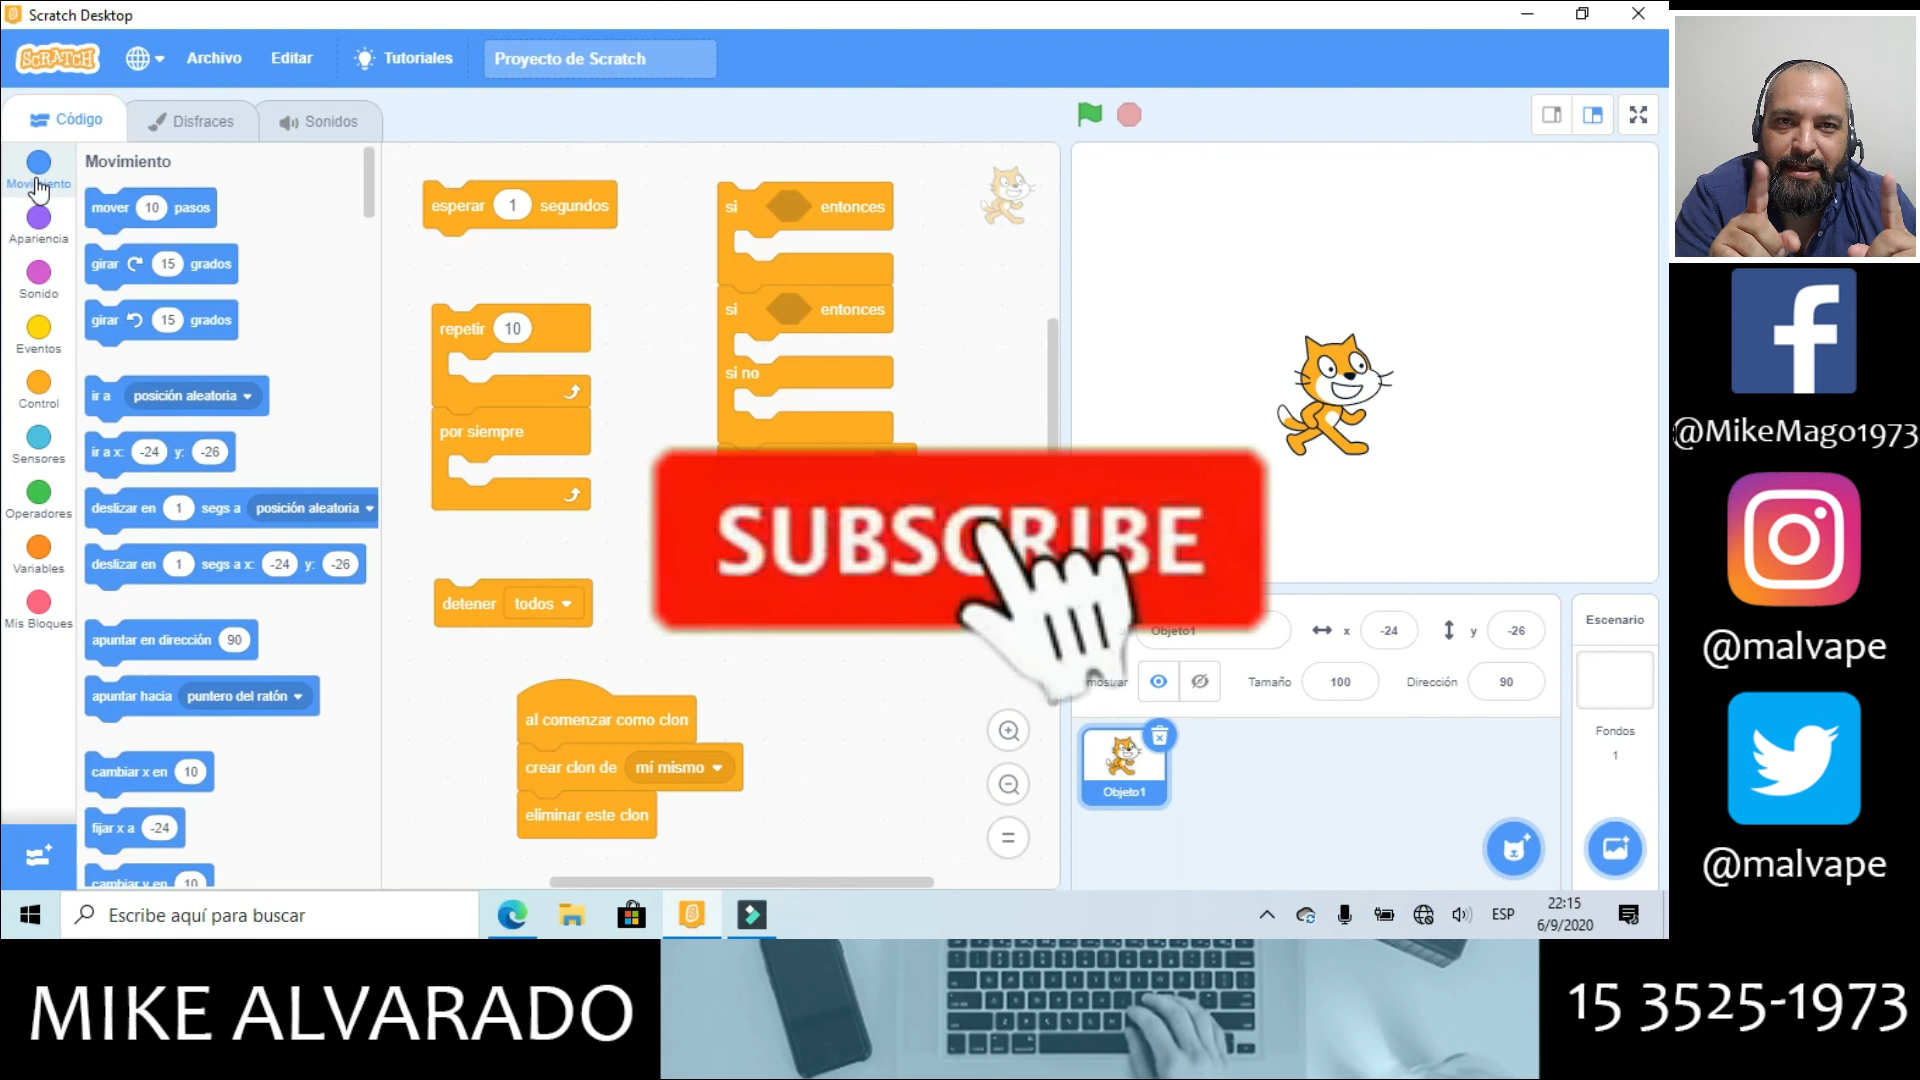 Scratch Desktop
SCRATCH
Archivo
Editar
Tutoriales
Proyecto de Scratch
Código
Disfraces
Sonidos
Movimiento
Apariencia
Sonido
Eventos
Control
Sensores
Operadores
Variables
Mis Bloques
Movimiento
mover 10 pasos
girar 15 grados
girar 15 grados
ir a posición aleatoria
ir a x: -24 y: -26
deslizar en 1 segs a posición aleatoria
deslizar en 1 segs a x: -24 y: -26
apuntar en dirección 90
apuntar hacia puntero del ratón
cambiar x en 10
fijar x a -24
cambiar y en 10
esperar 1 segundos
repetir 10
por siempre
detener todos
si entonces
si entonces
si no
al comenzar como clon
crear clon de mí mismo
eliminar este clon
SUBSCRIBE
Objeto1
x -24
y -26
mostrar
Tamaño 100
Dirección 90
Objeto1
Escenario
Fondos
1
Escribe aquí para buscar
ESP
22:15
6/9/2020
@MikeMago1973
@malvape
@malvape
MIKE ALVARADO
15 3525-1973